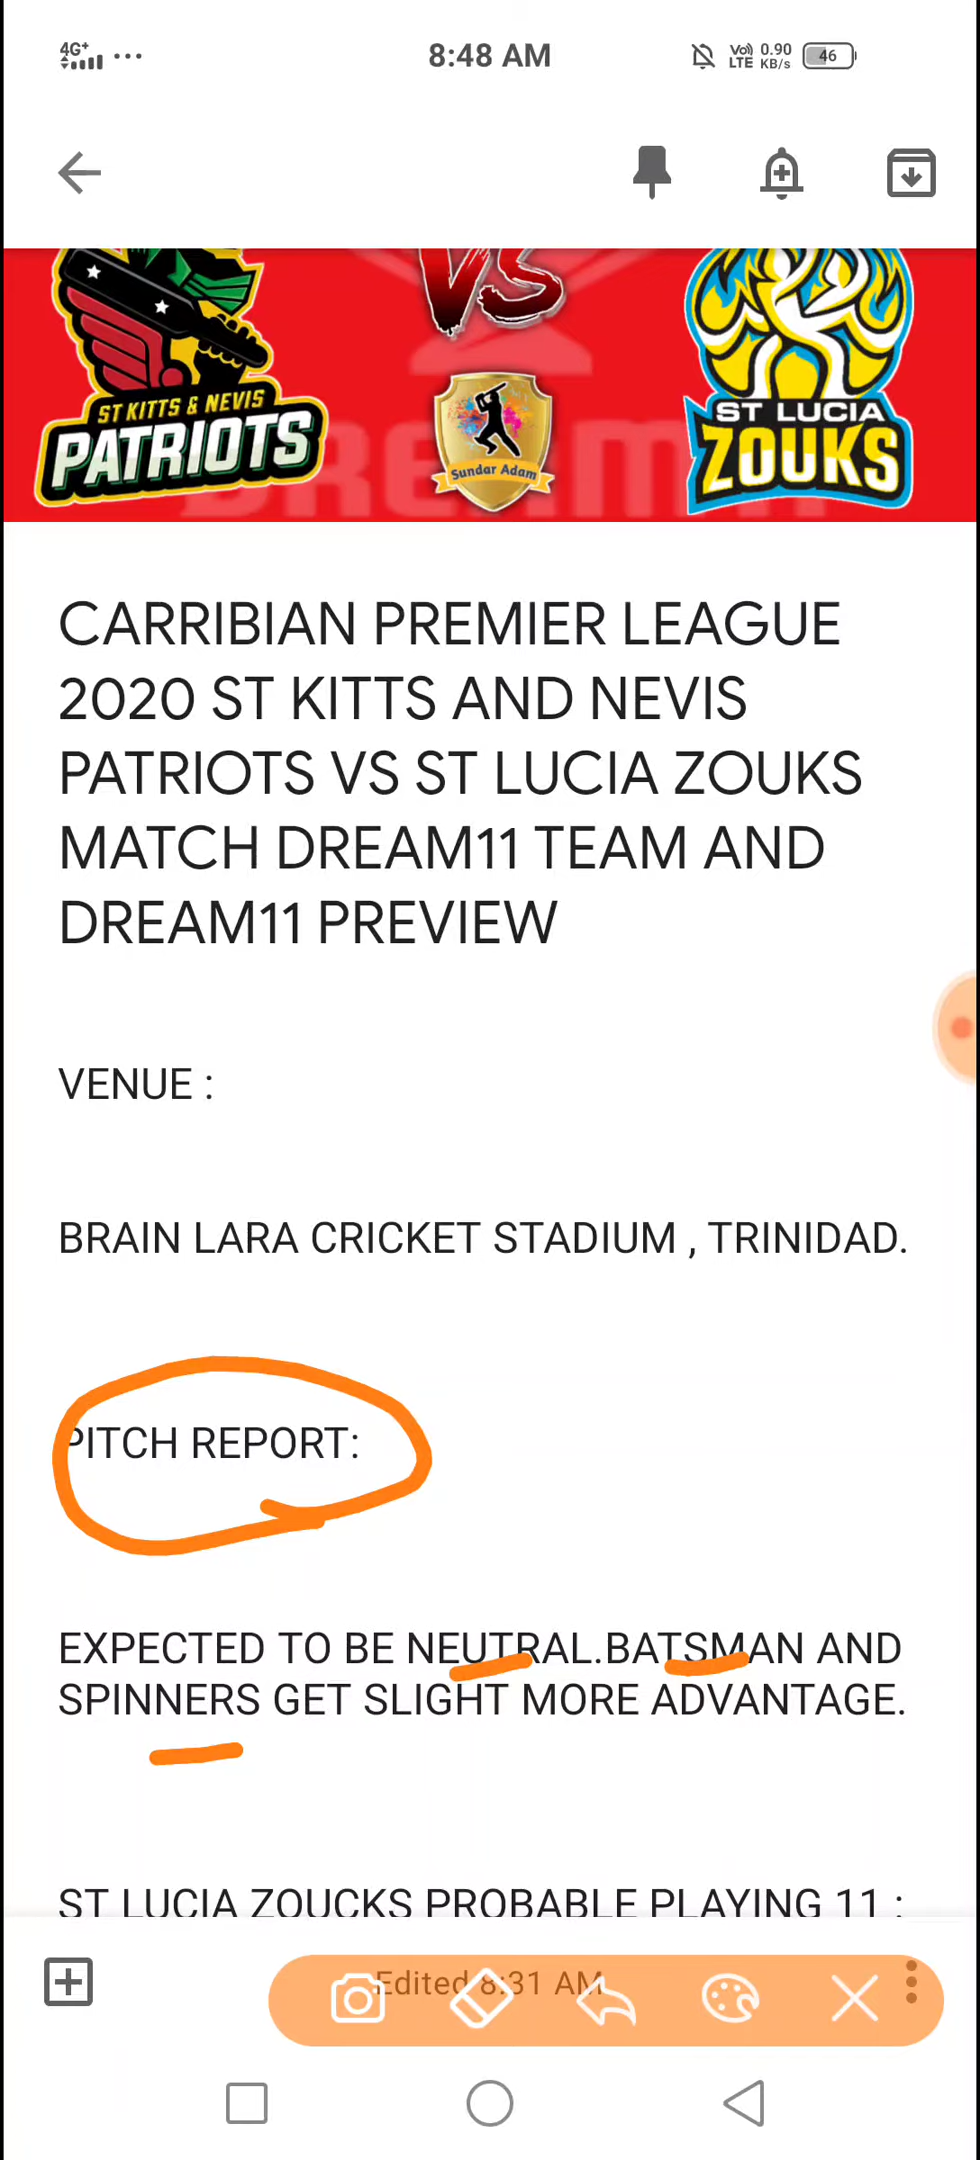 4G+ 8:48 AM Vo) LTE 0.90 KB/s 46
VS
ST KITTS & NEVIS
PATRIOTS
Sundar Adam
ST LUCIA
ZOUKS
DREAM11
CARRIBIAN PREMIER LEAGUE
2020 ST KITTS AND NEVIS
PATRIOTS VS ST LUCIA ZOUKS
MATCH DREAM11 TEAM AND
DREAM11 PREVIEW
VENUE :
BRAIN LARA CRICKET STADIUM , TRINIDAD.
PITCH REPORT:
EXPECTED TO BE NEUTRAL.BATSMAN AND
SPINNERS GET SLIGHT MORE ADVANTAGE.
ST LUCIA ZOUCKS PROBABLE PLAYING 11 :
Edited 8:31 AM